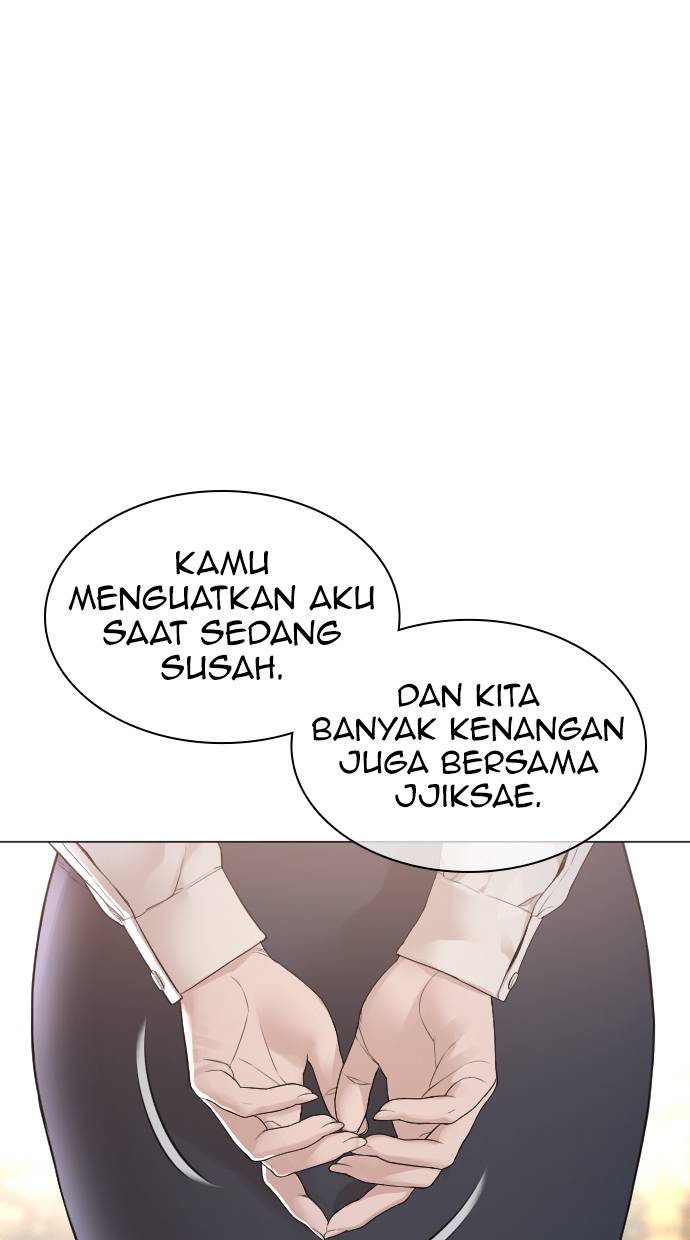 KAMU
MENGUATKAN AKU
SAAT SEDANG
SUSAH.
DAN KITA
BANYAK KENANGAN
JUGA BERSAMA
JJIKSAE.